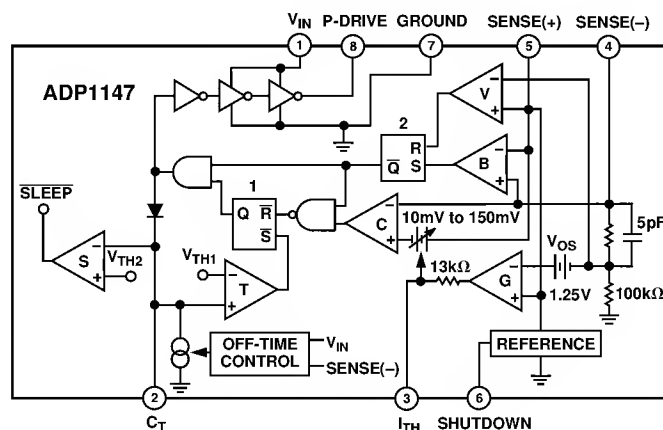 V_IN P-DRIVE GROUND SENSE(+) SENSE(–)
1 8 7 5 4
ADP1147
V
–
+
2
R
Q̅ S
B
–
+
SLEEP̅
1
Q R̅
S̅
C
–
+
10mV to 150mV
5pF
S
–
+
V_TH2
V_TH1
T
–
+
13kΩ
G
–
+
V_OS
1.25V
100kΩ
OFF-TIME
CONTROL
V_IN
SENSE(–)
REFERENCE
2 3 6
C_T I_TH SHUTDOWN